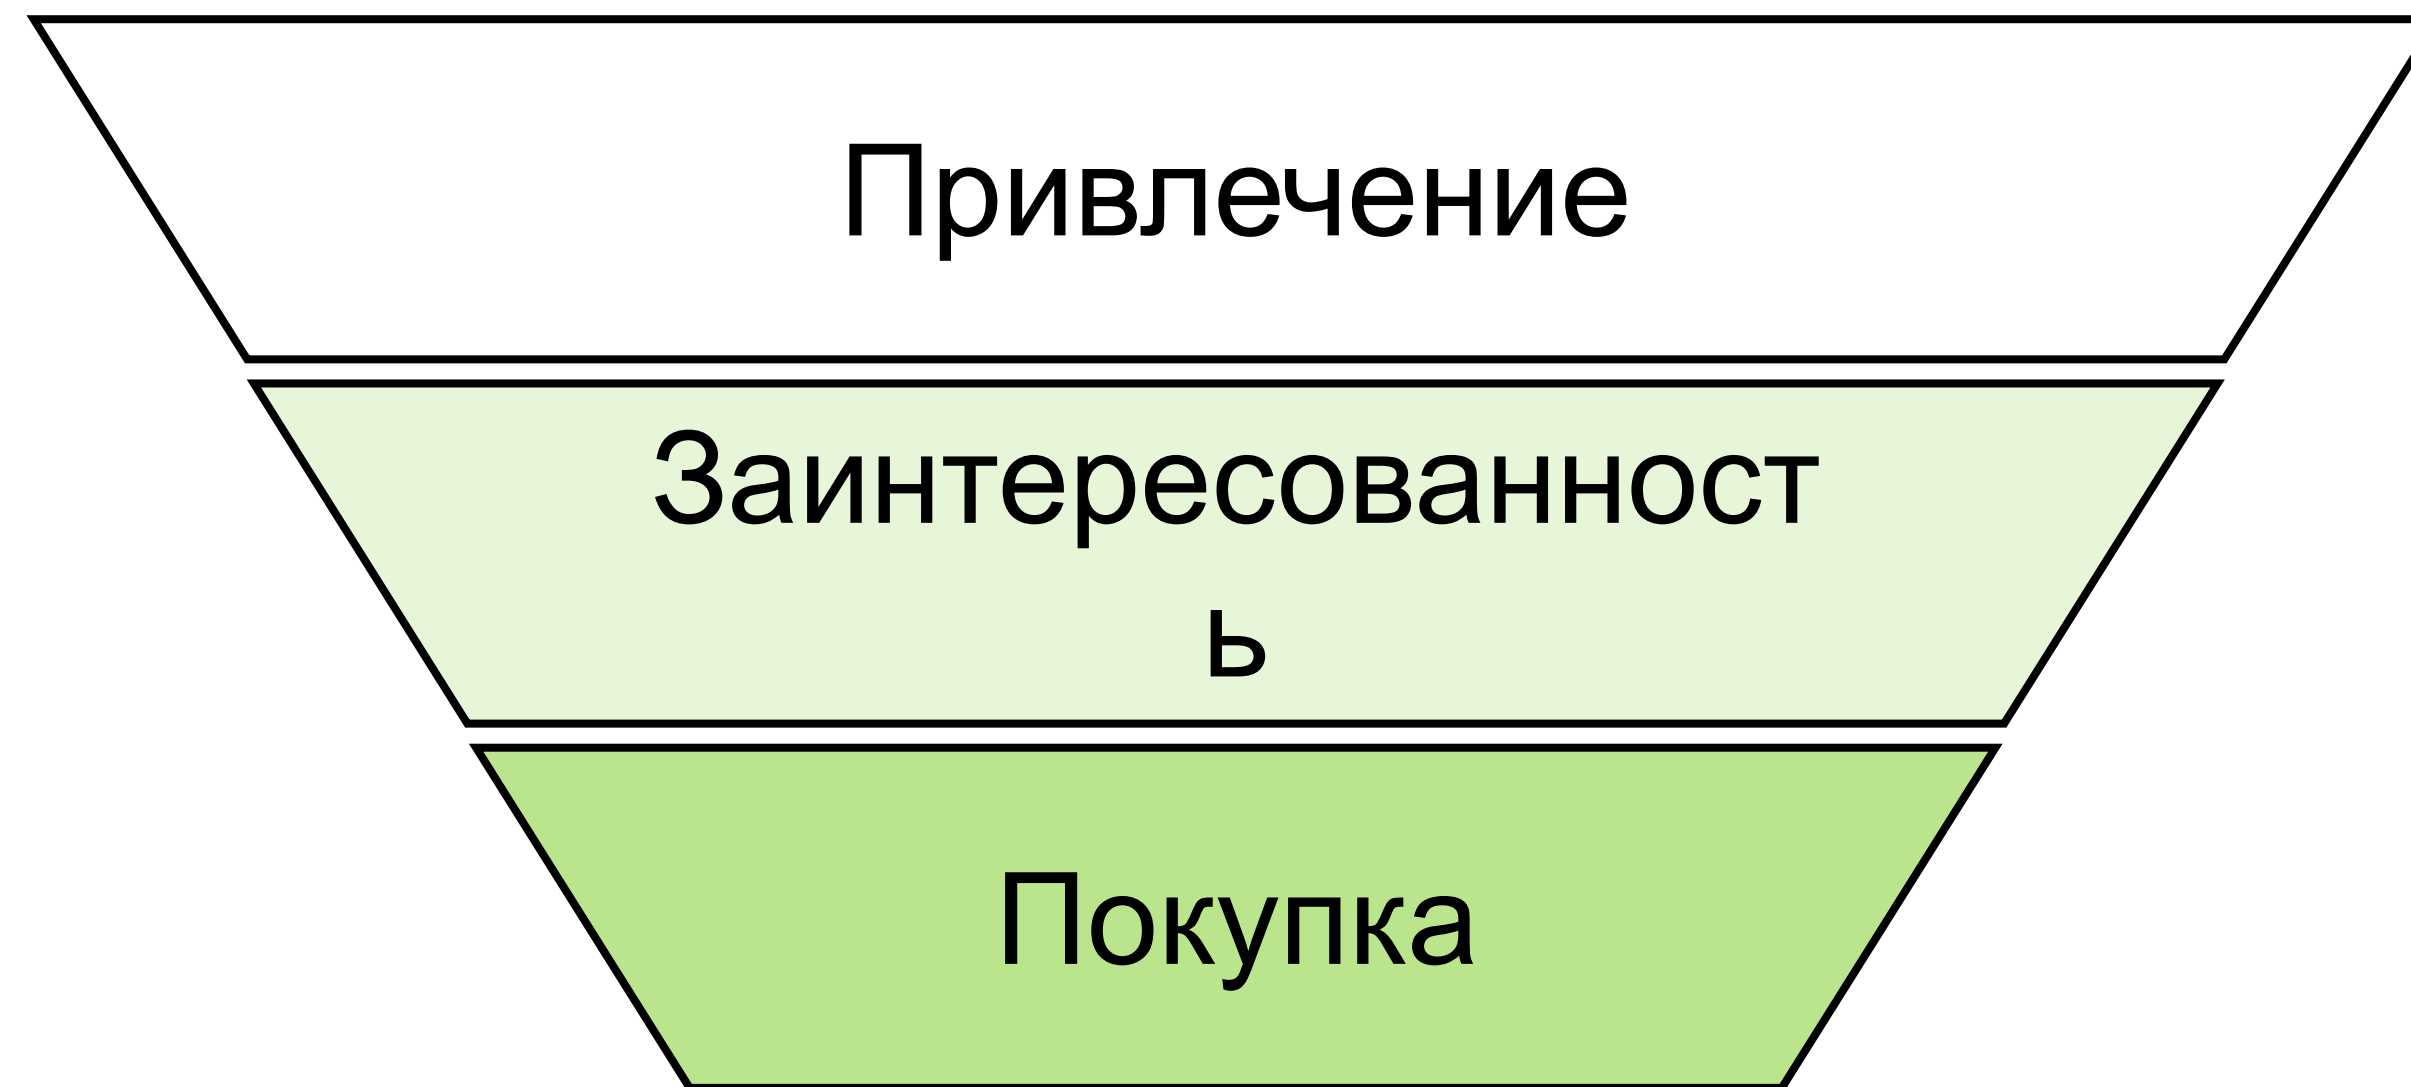 Привлечение
Заинтересованност
ь
Покупка